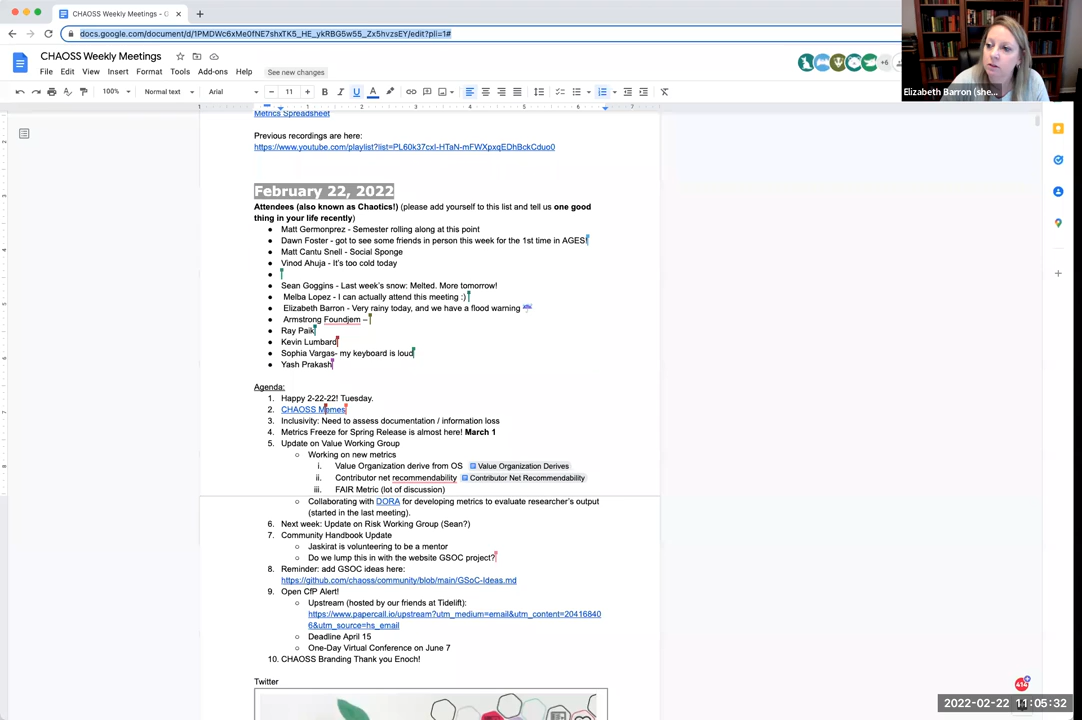 CHAOSS Weekly Meetings - G
docs.google.com/document/d/1PMDWc6xMe0fNE7shxTK5_HE_ykRBG5w55_Zx5hvzsEY/edit?pli=1#
CHAOSS Weekly Meetings
File Edit View Insert Format Tools Add-ons Help See new changes
+6
100% Normal text Arial 11
Elizabeth Barron (she...
Metrics Spreadsheet
Previous recordings are here:
https://www.youtube.com/playlist?list=PL60k37cxI-HTaN-mFWXpxqEDhBckCduo0
February 22, 2022
Attendees (also known as Chaotics!) (please add yourself to this list and tell us one good
thing in your life recently)
● Matt Germonprez - Semester rolling along at this point
● Dawn Foster - got to see some friends in person this week for the 1st time in AGES!
● Matt Cantu Snell - Social Sponge
● Vinod Ahuja - It's too cold today
●
● Sean Goggins - Last week's snow: Melted. More tomorrow!
● Melba Lopez - I can actually attend this meeting :)
● Elizabeth Barron - Very rainy today, and we have a flood warning ☔
● Armstrong Foundjem –
● Ray Paik
● Kevin Lumbard
● Sophia Vargas- my keyboard is loud
● Yash Prakash
Agenda:
1. Happy 2-22-22! Tuesday.
2. CHAOSS Memes
3. Inclusivity: Need to assess documentation / information loss
4. Metrics Freeze for Spring Release is almost here! March 1
5. Update on Value Working Group
○ Working on new metrics
i. Value Organization derive from OS Value Organization Derives
ii. Contributor net recommendability Contributor Net Recommendability
iii. FAIR Metric (lot of discussion)
○ Collaborating with DORA for developing metrics to evaluate researcher's output
(started in the last meeting).
6. Next week: Update on Risk Working Group (Sean?)
7. Community Handbook Update
○ Jaskirat is volunteering to be a mentor
○ Do we lump this in with the website GSOC project?
8. Reminder: add GSOC ideas here:
https://github.com/chaoss/community/blob/main/GSoC-Ideas.md
9. Open CfP Alert!
○ Upstream (hosted by our friends at Tidelift):
https://www.papercall.io/upstream?utm_medium=email&utm_content=20416840
6&utm_source=hs_email
○ Deadline April 15
○ One-Day Virtual Conference on June 7
10. CHAOSS Branding Thank you Enoch!
Twitter
2022-02-22 11:05:32